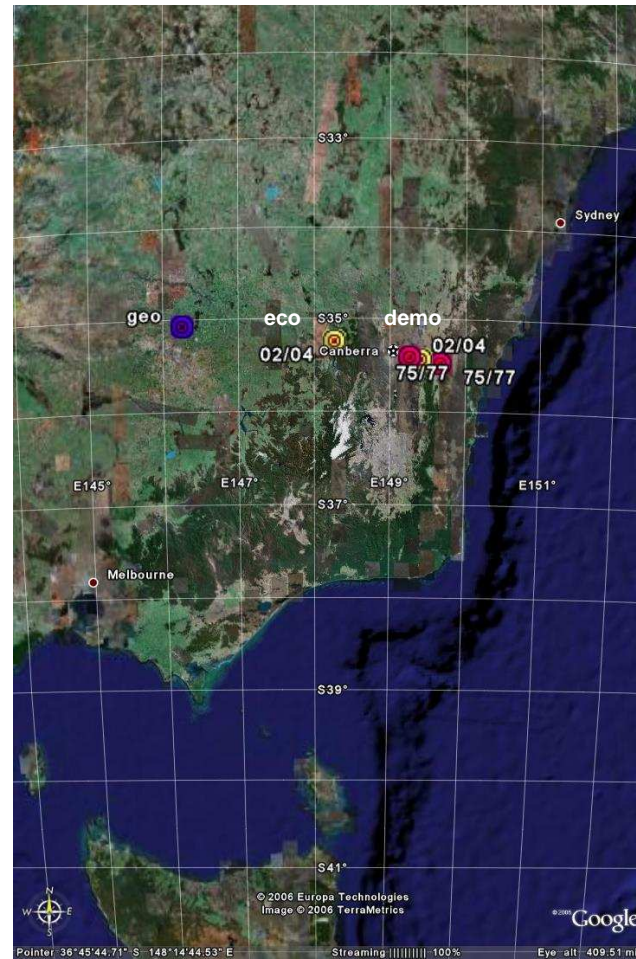 S33°
Sydney
geo
eco
S35°
demo
02/04
Canberra
02/04
75/77
75/77
E145°
E147°
E149°
E151°
S37°
Melbourne
S39°
S41°
N
W
E
S
© 2006 Europa Technologies
Image © 2006 TerraMetrics
© 2005 Google
Pointer 36°45'44.71" S 148°14'44.53" E
Streaming |||||||||| 100%
Eye alt 409.51 mi